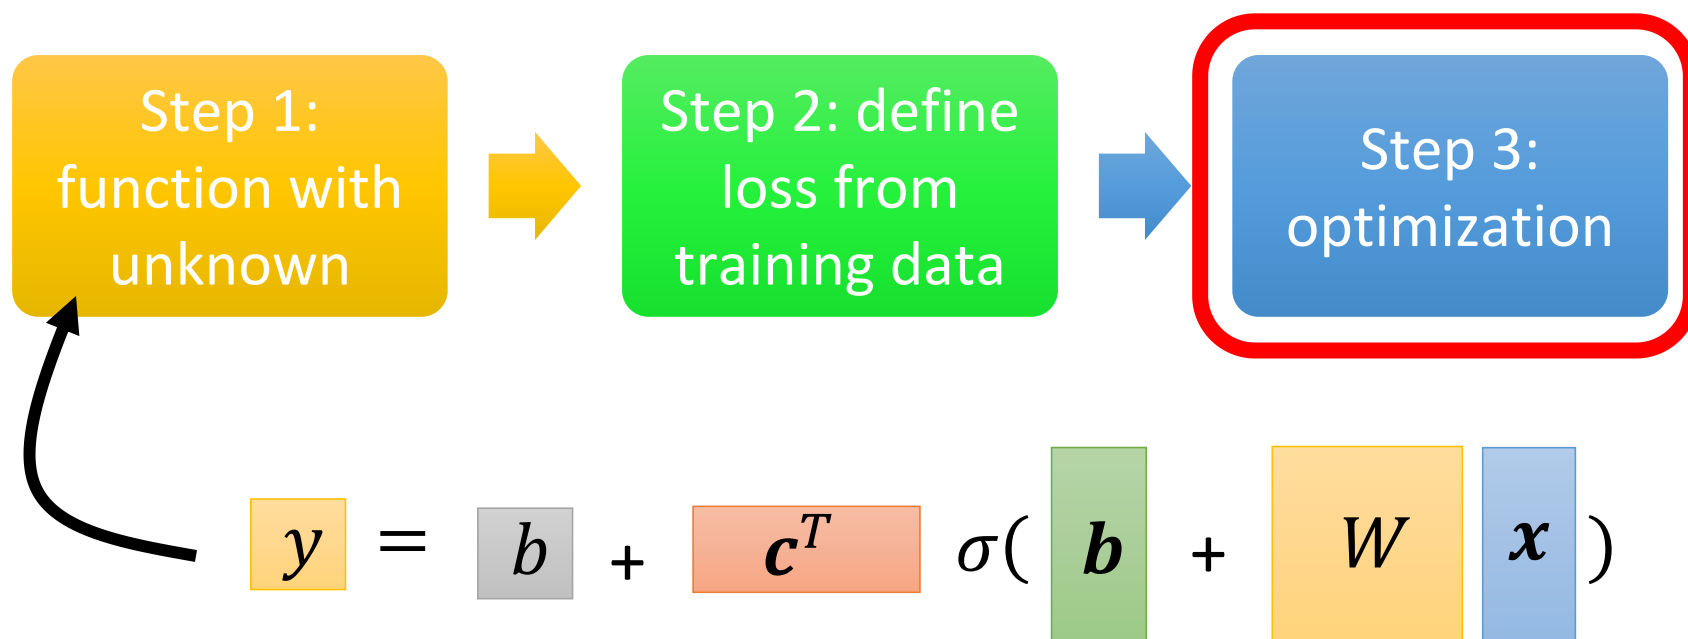 Step 1:
function with
unknown
Step 2: define
loss from
training data
Step 3:
optimization
y = b + cᵀ σ( b + W x )